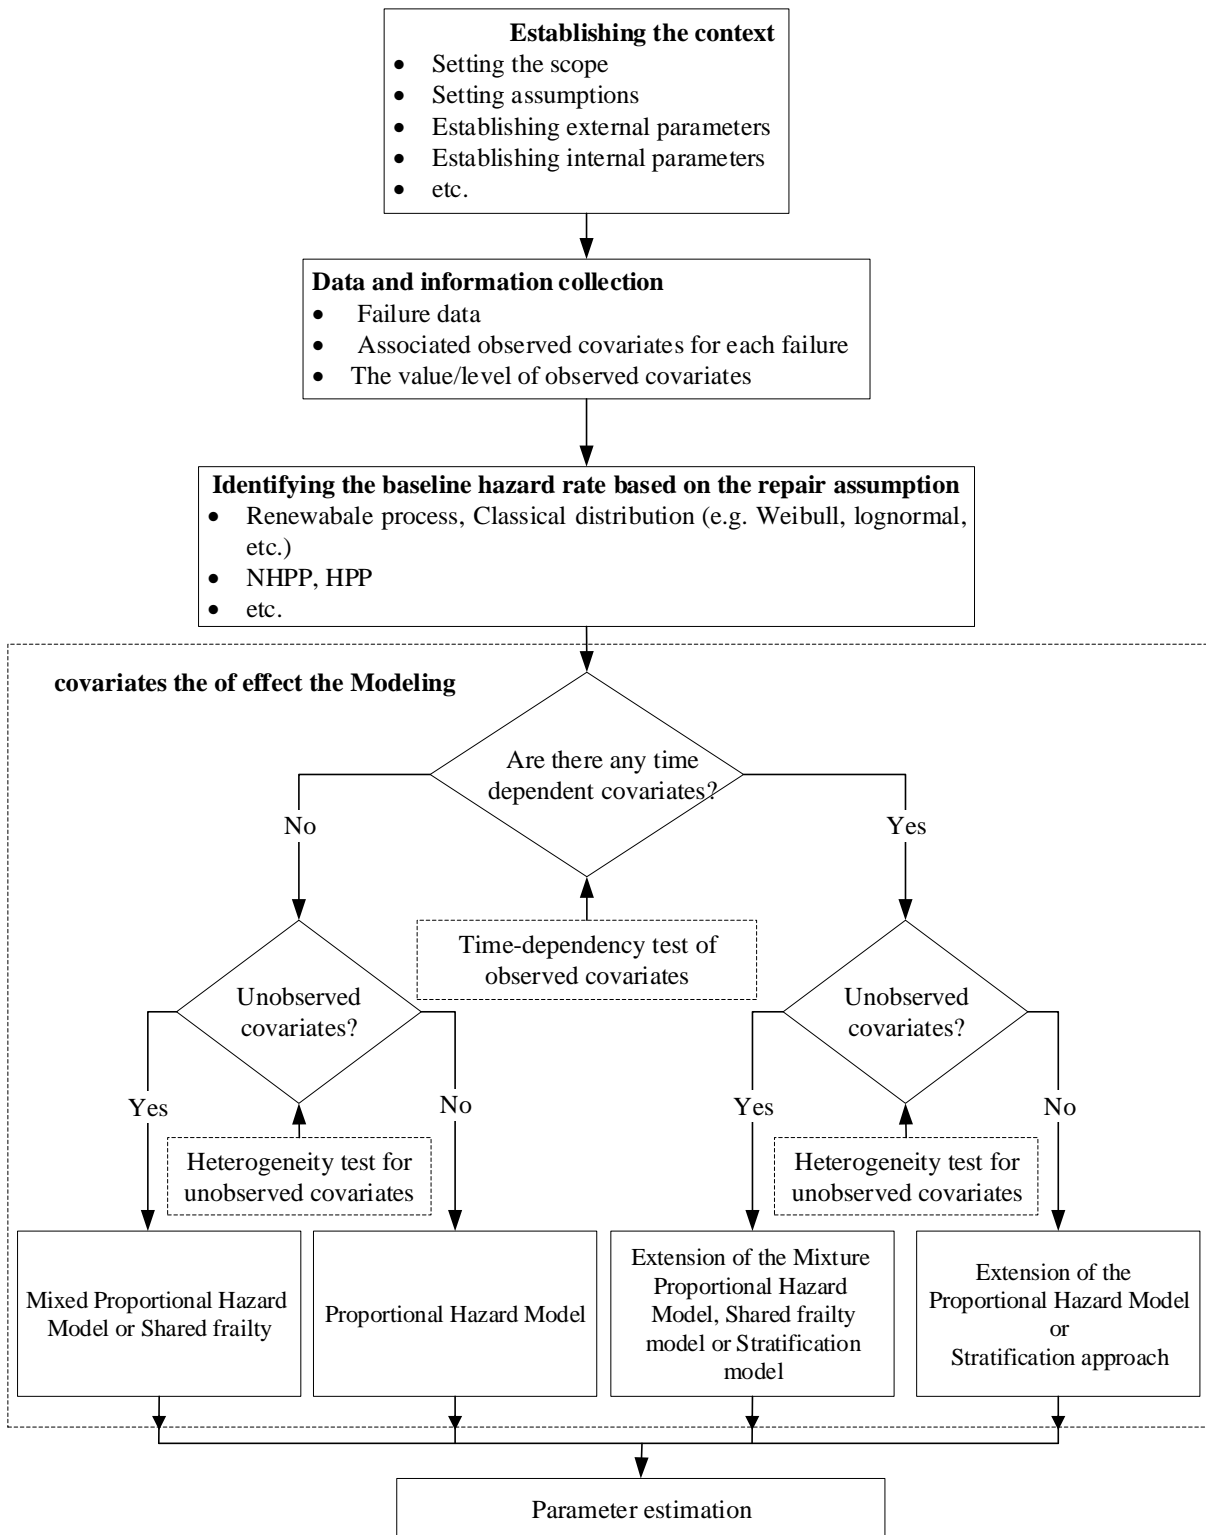 Establishing the context
• Setting the scope
• Setting assumptions
• Establishing external parameters
• Establishing internal parameters
• etc.
Data and information collection
• Failure data
• Associated observed covariates for each failure
• The value/level of observed covariates
Identifying the baseline hazard rate based on the repair assumption
• Renewabale process, Classical distribution (e.g. Weibull, lognormal,
etc.)
• NHPP, HPP
• etc.
covariates the of effect the Modeling
Are there any time
dependent covariates?
No
Yes
Time-dependency test of
observed covariates
Unobserved
covariates?
Unobserved
covariates?
Yes
No
Yes
No
Heterogeneity test for
unobserved covariates
Heterogeneity test for
unobserved covariates
Mixed Proportional Hazard
Model or Shared frailty
Proportional Hazard Model
Extension of the Mixture
Proportional Hazard
Model, Shared frailty
model or Stratification
model
Extension of the
Proportional Hazard Model
or
Stratification approach
Parameter estimation